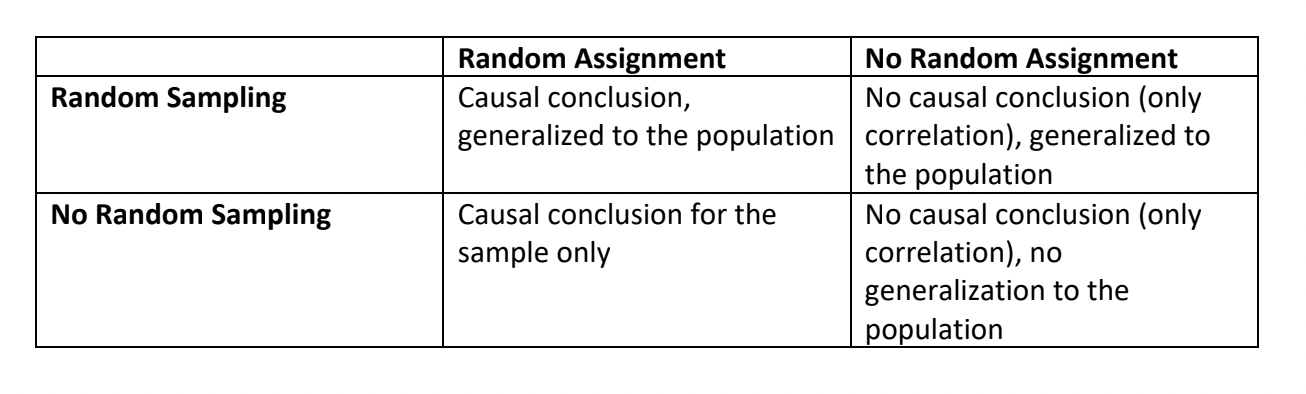 Random Assignment
No Random Assignment
Random Sampling
Causal conclusion,
generalized to the population
No causal conclusion (only
correlation), generalized to
the population
No Random Sampling
Causal conclusion for the
sample only
No causal conclusion (only
correlation), no
generalization to the
population